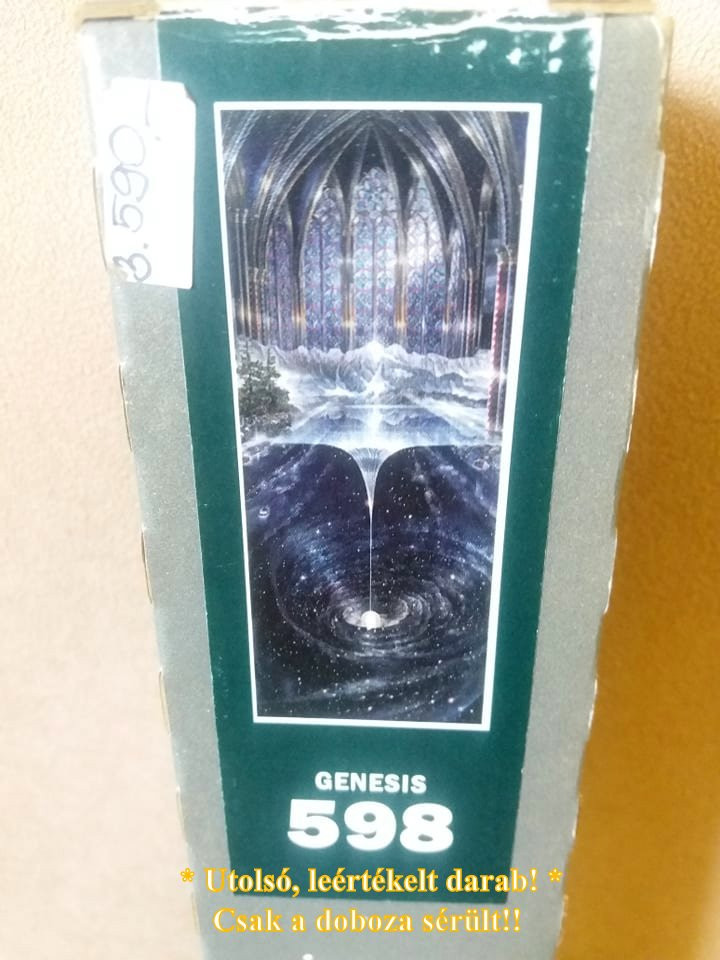 3.590,-
GENESIS
598
* Utolsó, leértékelt darab! *
Csak a doboza sérült!!